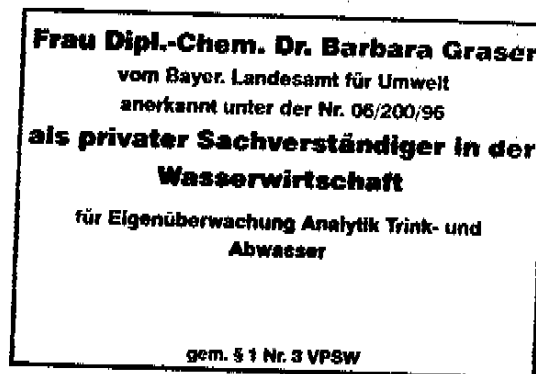 Frau Dipl.-Chem. Dr. Barbara Graser
vom Bayer. Landesamt für Umwelt
anerkannt unter der Nr. 06/200/96
als privater Sachverständiger in der
Wasserwirtschaft
für Eigenüberwachung Analytik Trink- und
Abwasser
gem. § 1 Nr. 3 VPSW